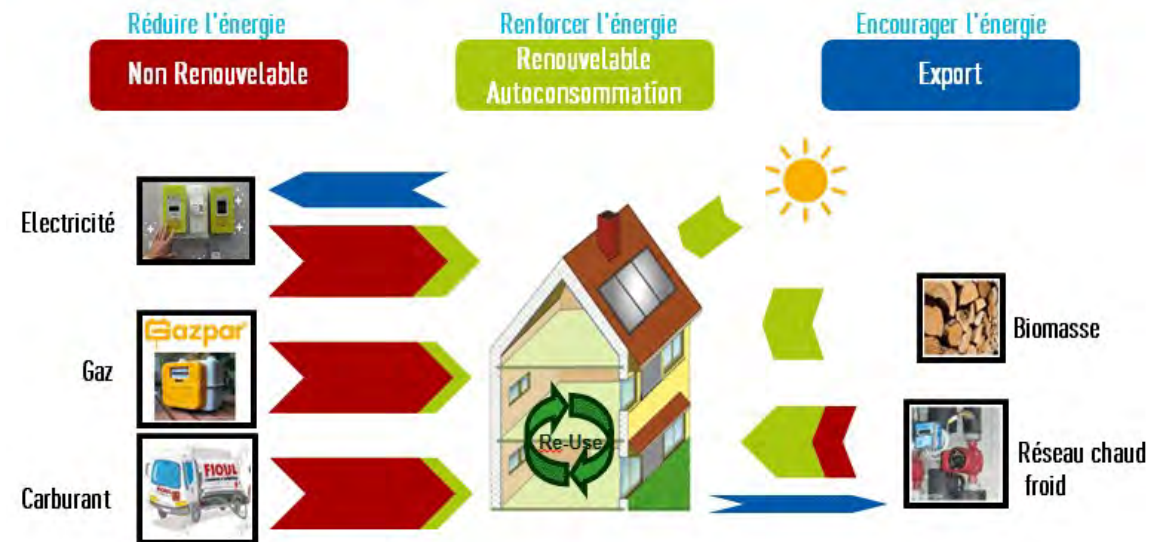 Réduire l'énergie
Non Renouvelable
Renforcer l'énergie
Renouvelable
Autoconsommation
Encourager l'énergie
Export
Electricité
Gazpar
Gaz
FIOUL
Carburant
Re-Use
Biomasse
Réseau chaud
froid